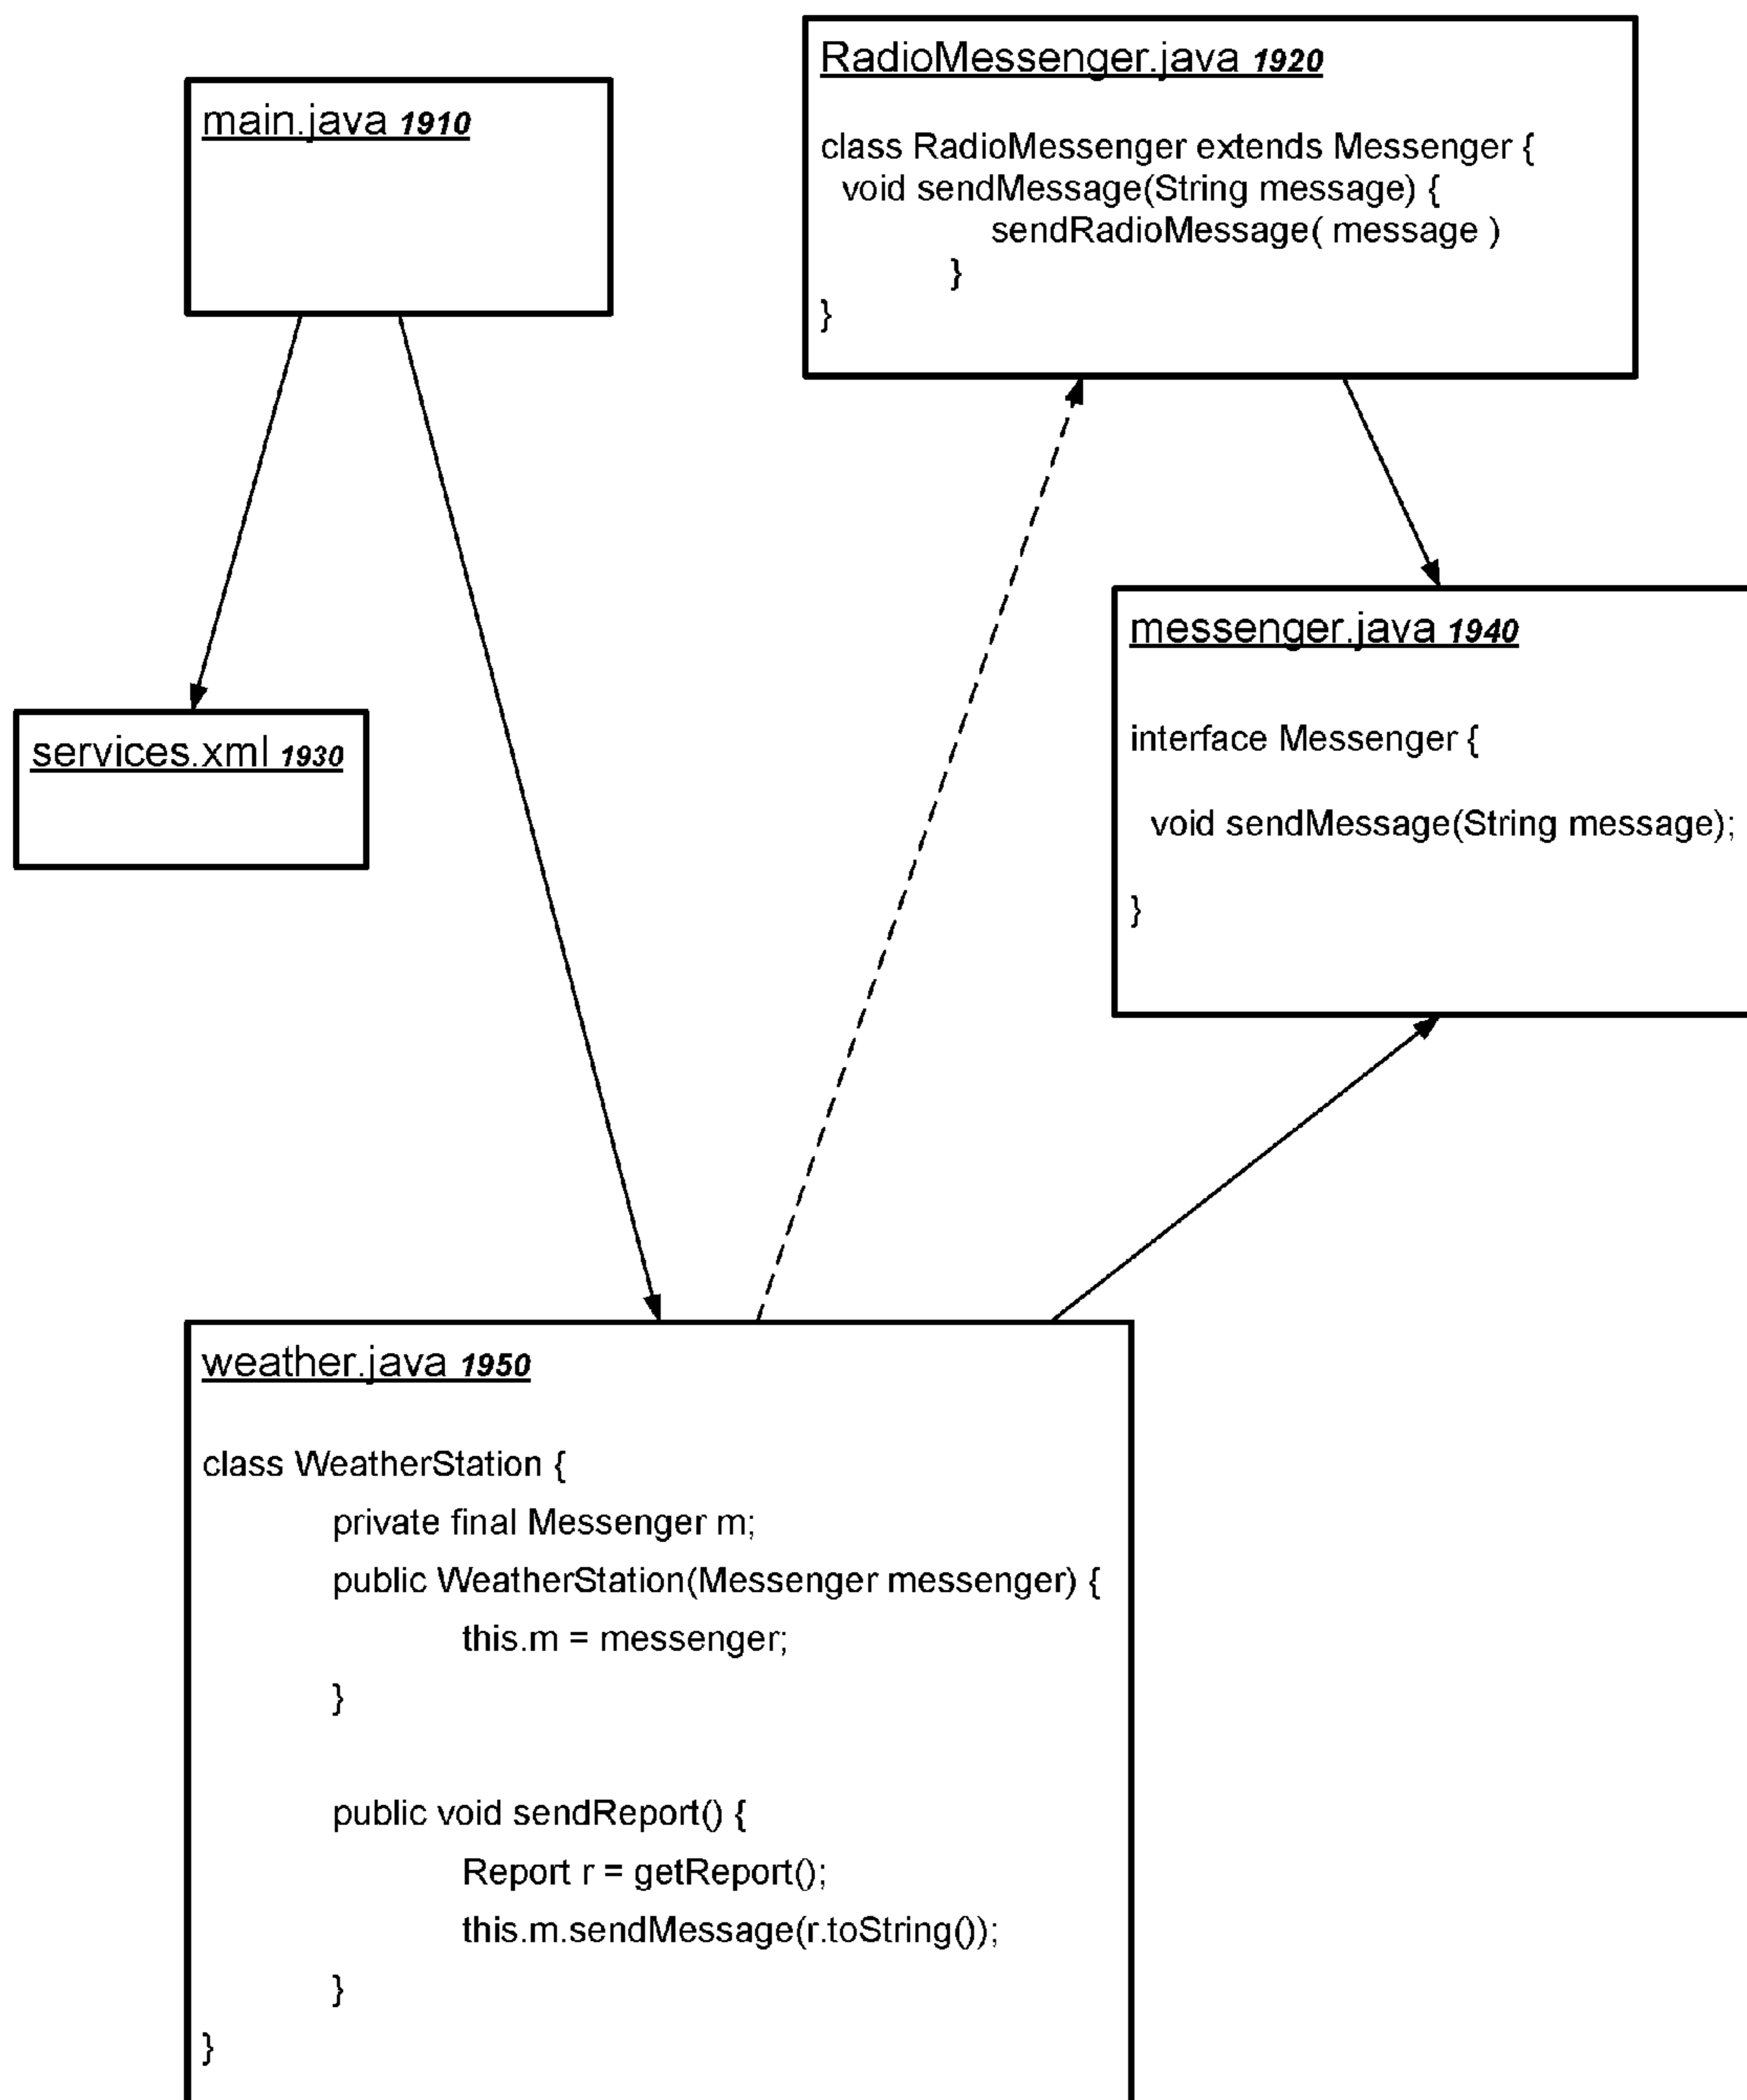 main.java 1910
RadioMessenger.java 1920
class RadioMessenger extends Messenger {
void sendMessage(String message) {
sendRadioMessage( message )
}
}
services.xml 1930
messenger.java 1940
interface Messenger {
void sendMessage(String message);
}
weather.java 1950
class WeatherStation {
private final Messenger m;
public WeatherStation(Messenger messenger) {
this.m = messenger;
}
public void sendReport() {
Report r = getReport();
this.m.sendMessage(r.toString());
}
}